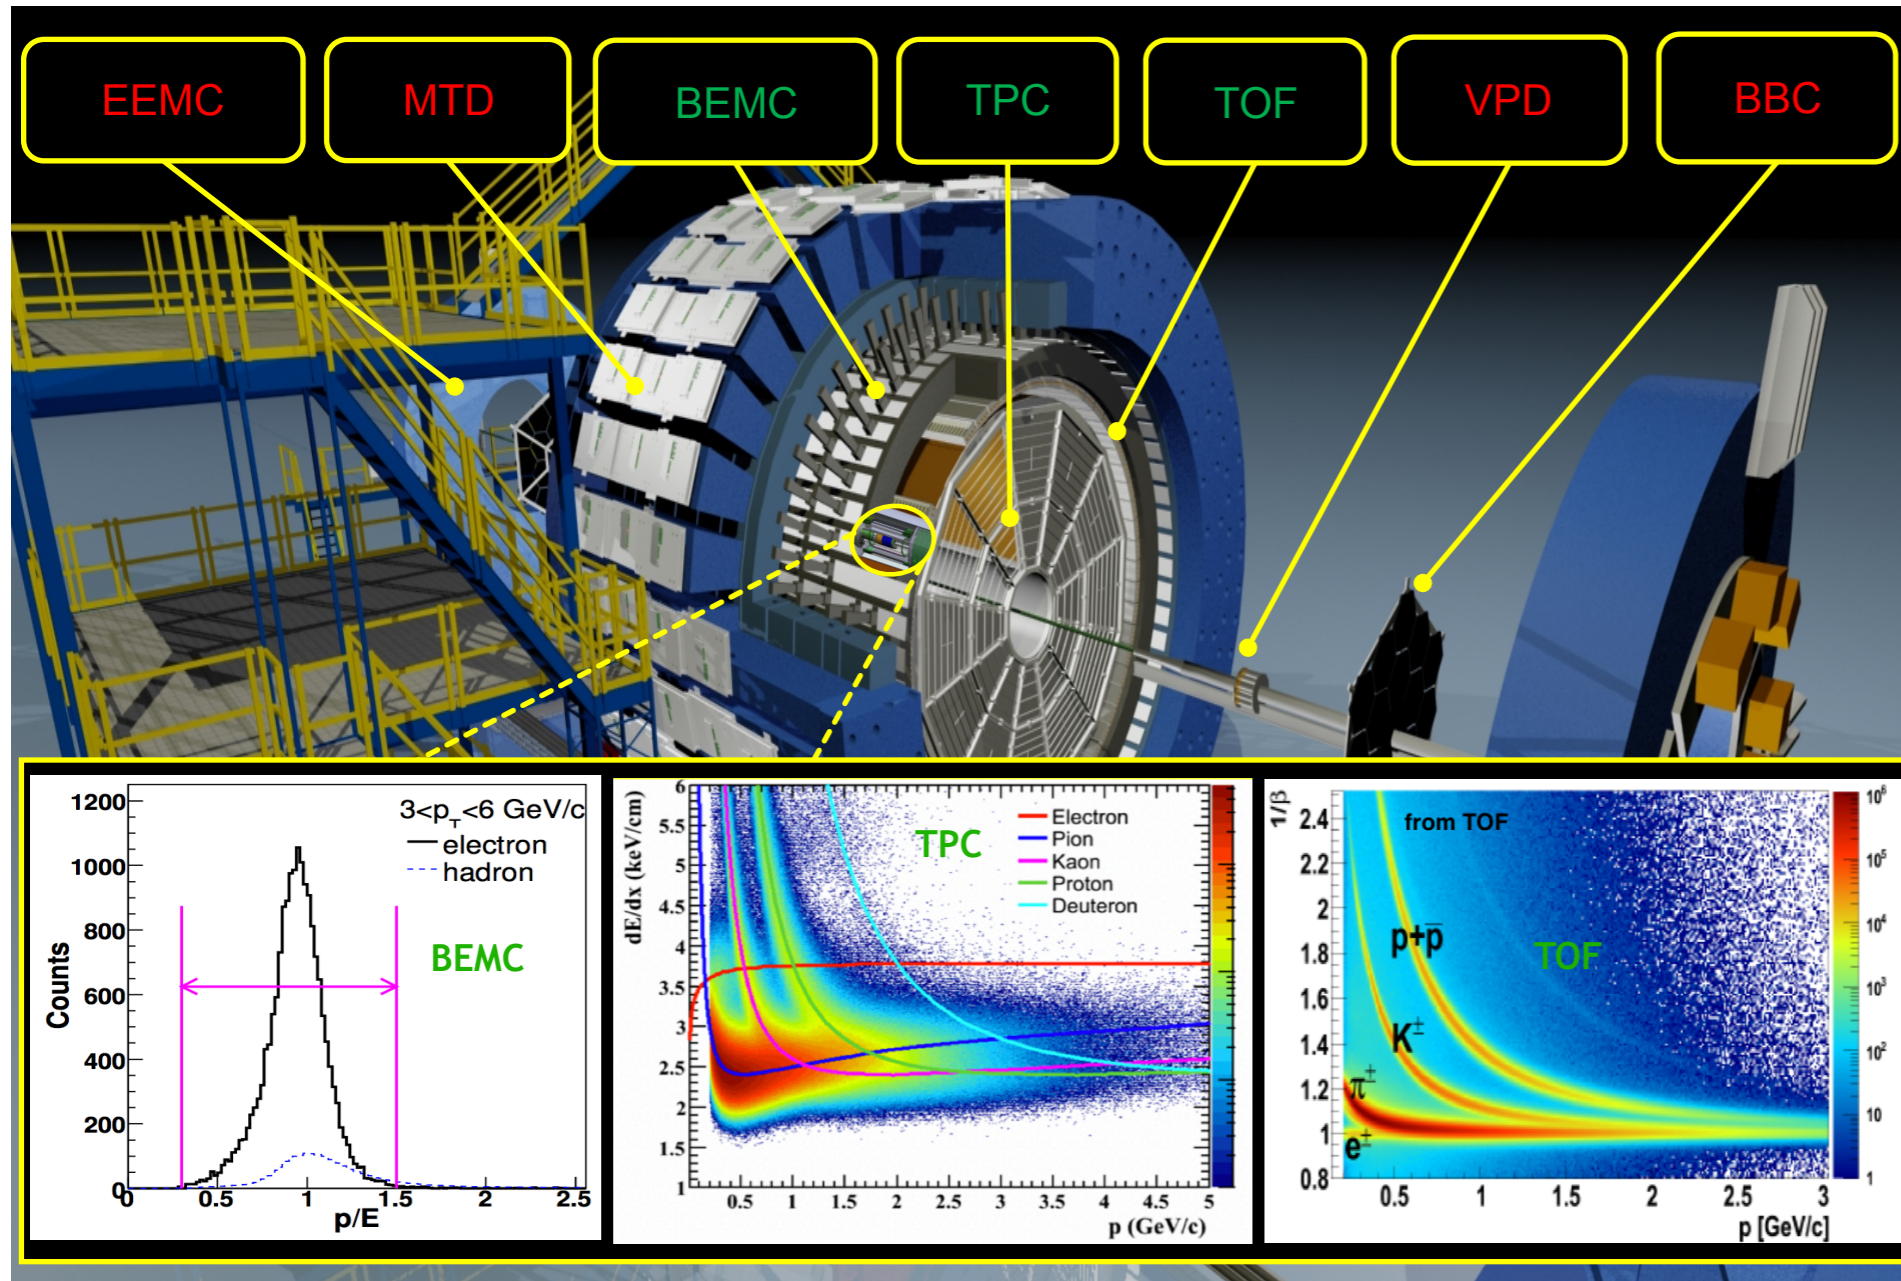 EEMC
MTD
BEMC
TPC
TOF
VPD
BBC
1200
1000
800
600
400
200
0
Counts
3<p_T<6 GeV/c
electron
hadron
BEMC
0
0.5
1
1.5
2
2.5
p/E
6
5.5
5
4.5
4
3.5
3
2.5
2
1.5
1
dE/dx (keV/cm)
TPC
Electron
Pion
Kaon
Proton
Deuteron
0.5
1
1.5
2
2.5
3
3.5
4
4.5
5
p (GeV/c)
1/β
2.4
2.2
2
1.8
1.6
1.4
1.2
1
0.8
from TOF
p+p̄
TOF
K±
π±
e±
0.5
1
1.5
2
2.5
3
p [GeV/c]
10⁶
10⁵
10⁴
10³
10²
10
1